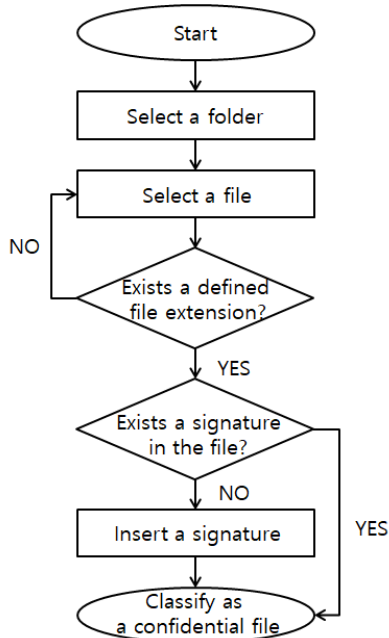 Start
Select a folder
Select a file
NO
Exists a defined
file extension?
YES
Exists a signature
in the file?
NO
YES
Insert a signature
Classify as
a confidential file